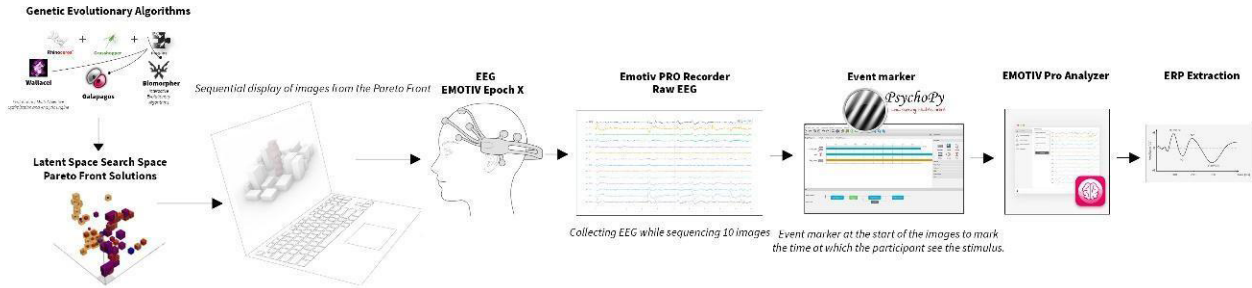 Genetic Evolutionary Algorithms
Rhinoceros
+
Grasshopper
+
Wallacei
Galapagos
Biomorpher
Interactive
Evolutionary
Algorithms
Latent Space Search Space
Pareto Front Solutions
Sequential display of images from the Pareto Front
EEG
EMOTIV Epoch X
Emotiv PRO Recorder
Raw EEG
Collecting EEG while sequencing 10 images
Event marker
PsychoPy
Event marker at the start of the images to mark
the time at which the participant see the stimulus.
EMOTIV Pro Analyzer
ERP Extraction